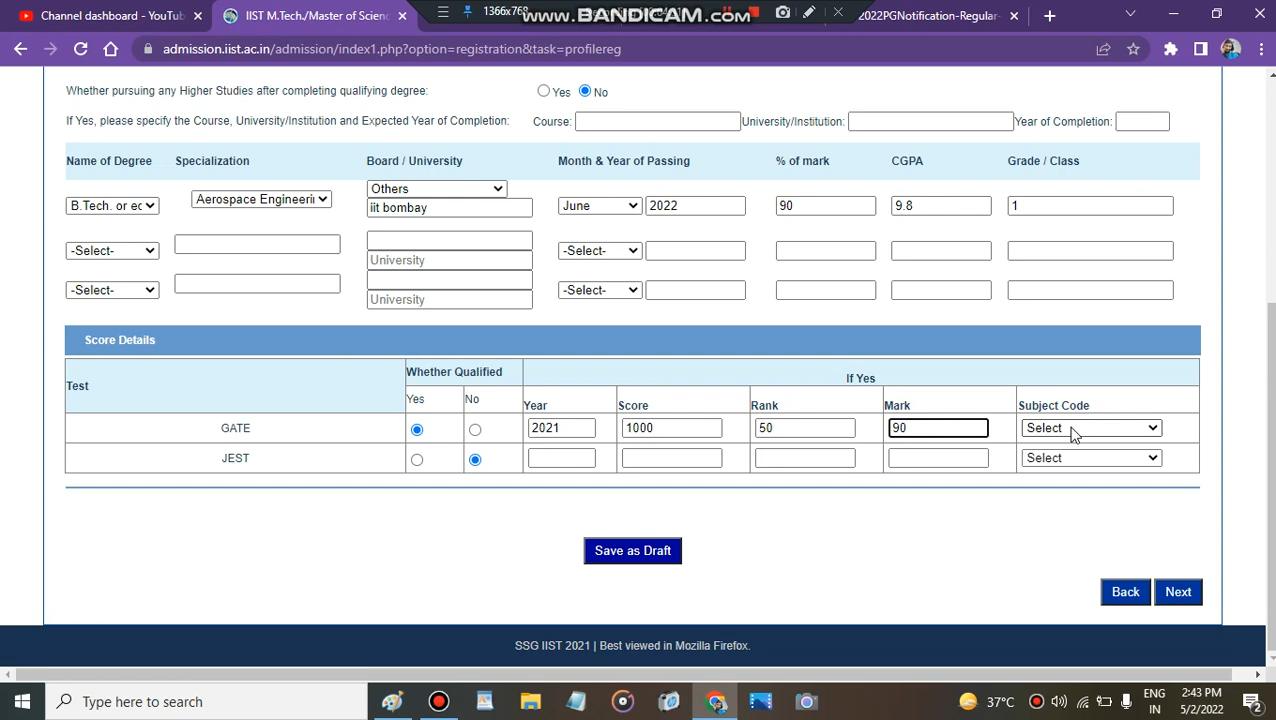 Channel dashboard - YouTub
IIST M.Tech./Master of Scienc
1366x768
www.BANDICAM.com
2022PGNotification-Regular-
admission.iist.ac.in/admission/index1.php?option=registration&task=profilereg
Whether pursuing any Higher Studies after completing qualifying degree: Yes No
If Yes, please specify the Course, University/Institution and Expected Year of Completion: Course: University/Institution: Year of Completion:
Name of Degree Specialization Board / University Month & Year of Passing % of mark CGPA Grade / Class
Others
B.Tech. or ec Aerospace Engineerin iit bombay June 2022 90 9.8 1
-Select- -Select-
University
-Select- -Select-
University
Score Details
Test Whether Qualified If Yes
Yes No Year Score Rank Mark Subject Code
GATE 2021 1000 50 90 Select
JEST Select
Save as Draft
Back Next
SSG IIST 2021 | Best viewed in Mozilla Firefox.
Type here to search
37°C
ENG
IN
2:43 PM
5/2/2022
2